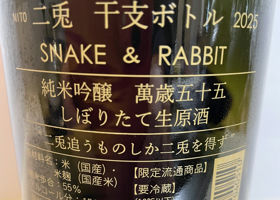 NITO 二兎 干支ボトル 2025
SNAKE & RABBIT
純米吟醸 萬歳五十五
しぼりたて生原酒
二兎追うものしか二兎を得ず
材料名:米(国産)・
米麹(国産米)
歩合:55%
【限定流通商品】
【要冷蔵】